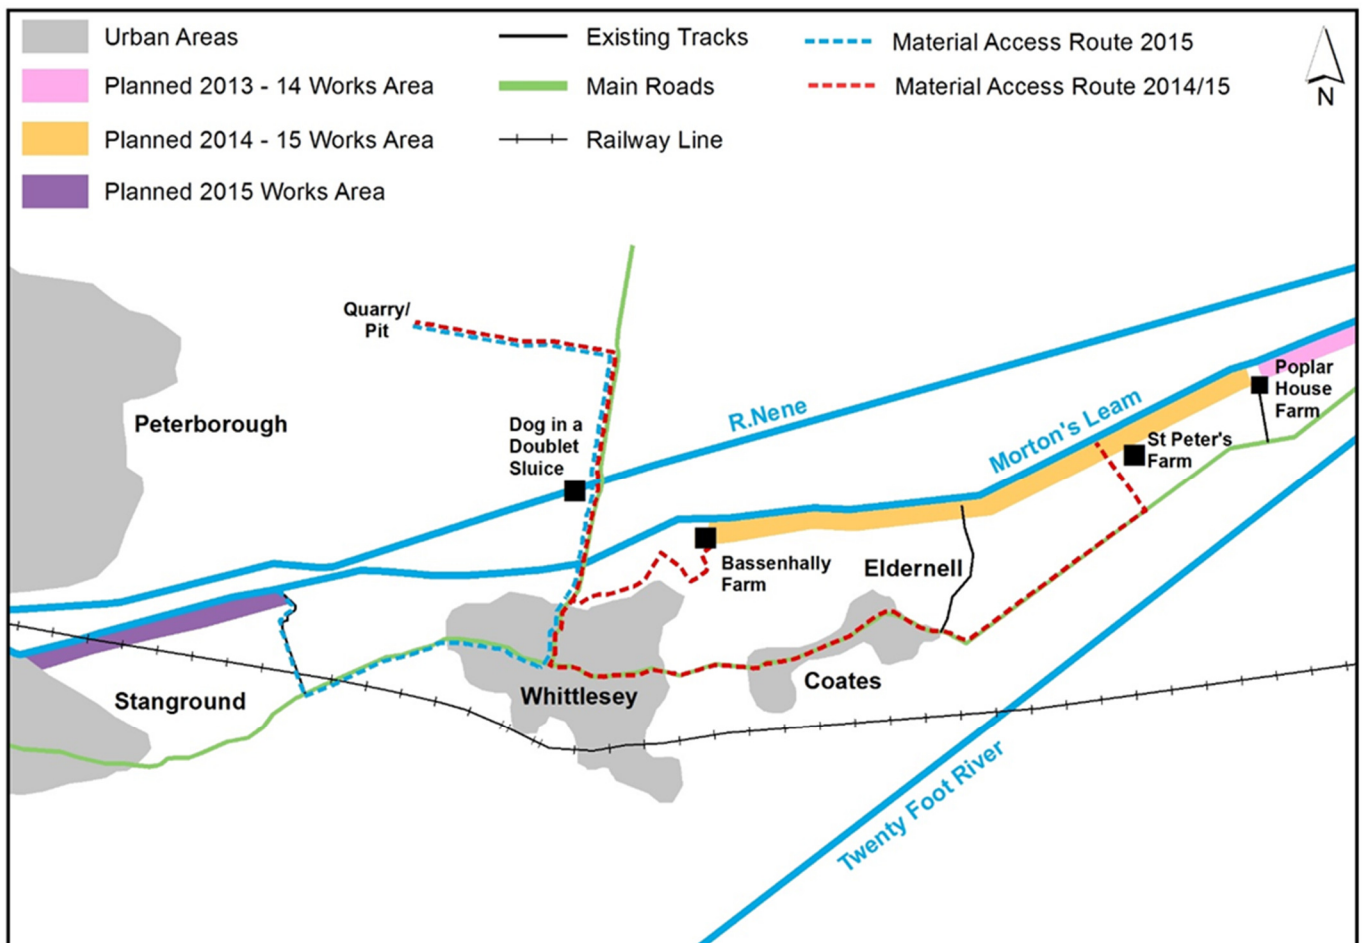 Urban Areas
Planned 2013 - 14 Works Area
Planned 2014 - 15 Works Area
Planned 2015 Works Area
Existing Tracks
Main Roads
Railway Line
Material Access Route 2015
Material Access Route 2014/15
N
Quarry/
Pit
Peterborough
Dog in a
Doublet
Sluice
R.Nene
Morton's Leam
Poplar
House
Farm
St Peter's
Farm
Bassenhally
Farm
Eldernell
Stanground
Whittlesey
Coates
Twenty Foot River